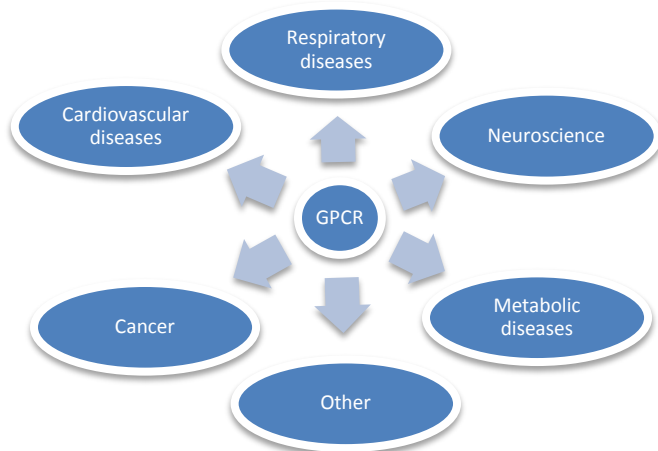 Respiratory
diseases
Cardiovascular
diseases
Neuroscience
GPCR
Cancer
Metabolic
diseases
Other